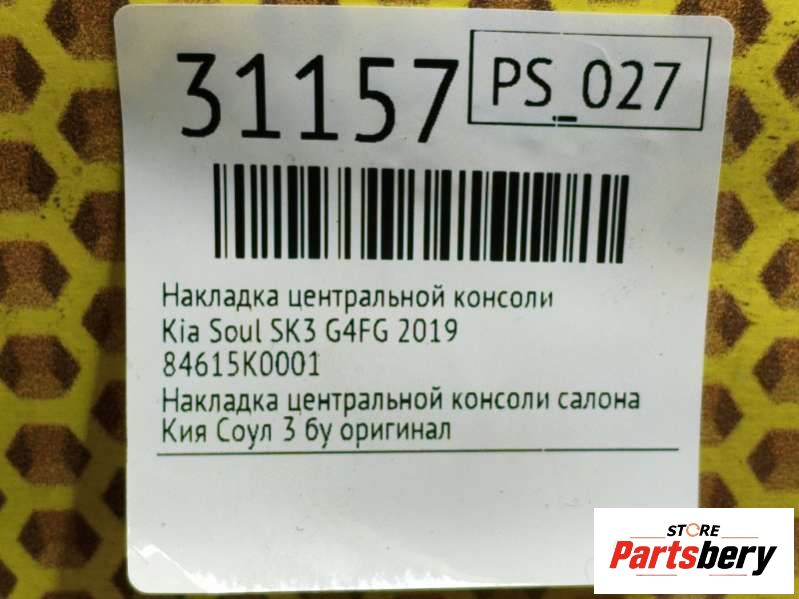 31157
PS_027
Накладка центральной консоли
Kia Soul SK3 G4FG 2019
84615K0001
Накладка центральной консоли салона
Кия Соул 3 бу оригинал
STORE
Partsbery